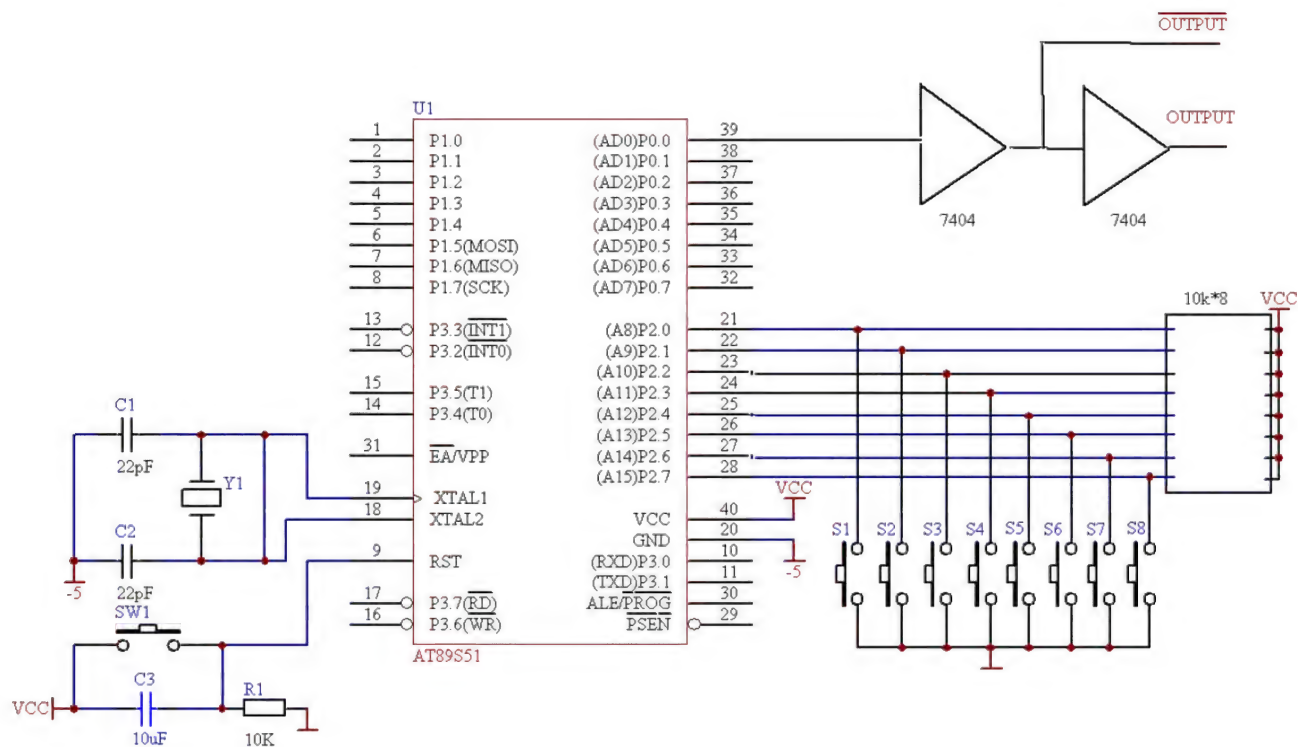 OUTPUT
OUTPUT
7404
7404
U1
1 P1.0 (AD0)P0.0 39
2 P1.1 (AD1)P0.1 38
3 P1.2 (AD2)P0.2 37
4 P1.3 (AD3)P0.3 36
5 P1.4 (AD4)P0.4 35
6 P1.5(MOSI) (AD5)P0.5 34
7 P1.6(MISO) (AD6)P0.6 33
8 P1.7(SCK) (AD7)P0.7 32
13 P3.3(INT1) (A8)P2.0 21
12 P3.2(INT0) (A9)P2.1 22
(A10)P2.2 23
15 P3.5(T1) (A11)P2.3 24
14 P3.4(T0) (A12)P2.4 25
(A13)P2.5 26
31 EA/VPP (A14)P2.6 27
(A15)P2.7 28
19 XTAL1
18 XTAL2 VCC 40
GND 20
9 RST (RXD)P3.0 10
(TXD)P3.1 11
17 P3.7(RD) ALE/PROG 30
16 P3.6(WR) PSEN 29
AT89S51
10k*8
VCC
VCC
-5
S1 S2 S3 S4 S5 S6 S7 S8
C1
22pF
Y1
C2
22pF
-5
SW1
C3
10uF
VCC
R1
10K